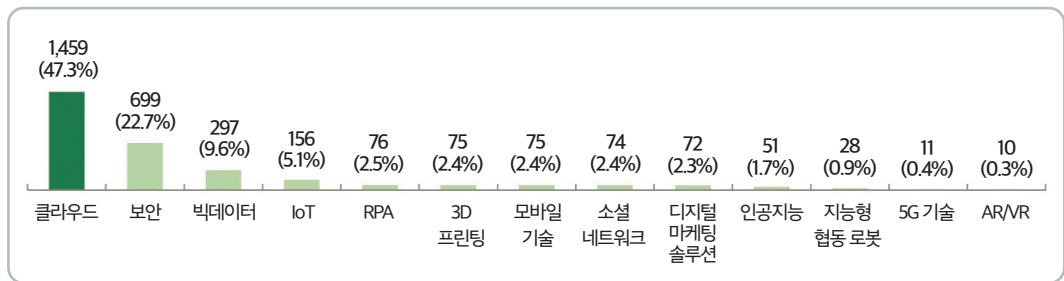 1,459
(47.3%)
699
(22.7%)
297
(9.6%)
156
(5.1%)
76
(2.5%)
75
(2.4%)
75
(2.4%)
74
(2.4%)
72
(2.3%)
51
(1.7%)
28
(0.9%)
11
(0.4%)
10
(0.3%)
클라우드
보안
빅데이터
IoT
RPA
3D
프린팅
모바일
기술
소셜
네트워크
디지털
마케팅
솔루션
인공지능
지능형
협동 로봇
5G 기술
AR/VR